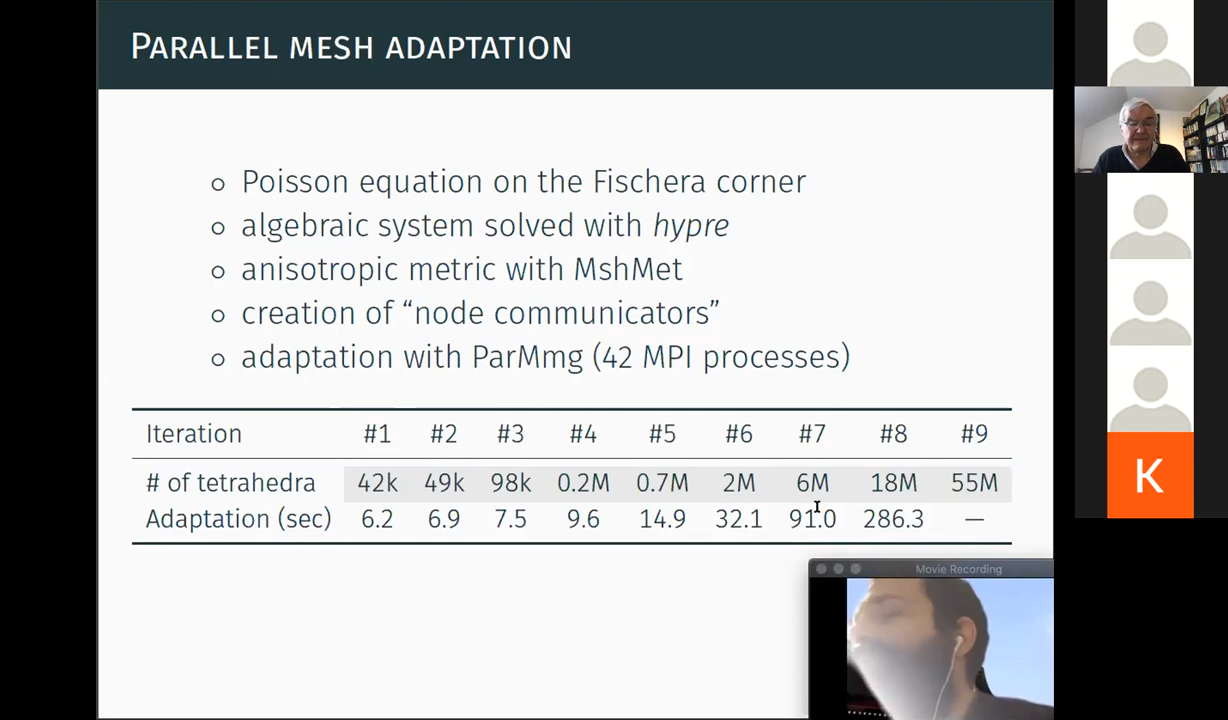 PARALLEL MESH ADAPTATION
Poisson equation on the Fischera corner
algebraic system solved with hypre
anisotropic metric with MshMet
creation of “node communicators”
adaptation with ParMmg (42 MPI processes)
Iteration #1 #2 #3 #4 #5 #6 #7 #8 #9
# of tetrahedra 42k 49k 98k 0.2M 0.7M 2M 6M 18M 55M
Adaptation (sec) 6.2 6.9 7.5 9.6 14.9 32.1 91.0 286.3 —
Movie Recording
K